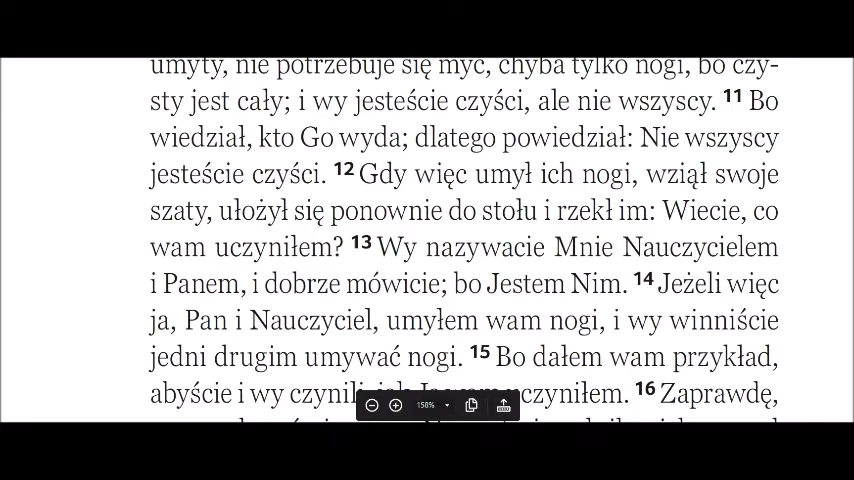 umyty, nie potrzebuje się myć, chyba tylko nogi, bo czy-
sty jest cały; i wy jesteście czyści, ale nie wszyscy. 11 Bo
wiedział, kto Go wyda; dlatego powiedział: Nie wszyscy
jesteście czyści. 12 Gdy więc umył ich nogi, wziął swoje
szaty, ułożył się ponownie do stołu i rzekł im: Wiecie, co
wam uczyniłem? 13 Wy nazywacie Mnie Nauczycielem
i Panem, i dobrze mówicie; bo Jestem Nim. 14 Jeżeli więc
ja, Pan i Nauczyciel, umyłem wam nogi, i wy winniście
jedni drugim umywać nogi. 15 Bo dałem wam przykład,
abyście i wy czynili, jak Ja wam uczyniłem. 16 Zaprawdę,
158%